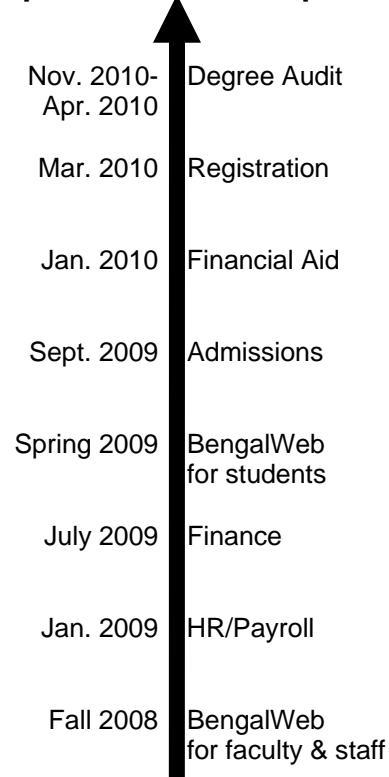 Nov. 2010-
Apr. 2010
Degree Audit
Mar. 2010 Registration
Jan. 2010 Financial Aid
Sept. 2009 Admissions
Spring 2009 BengalWeb
for students
July 2009 Finance
Jan. 2009 HR/Payroll
Fall 2008 BengalWeb
for faculty & staff